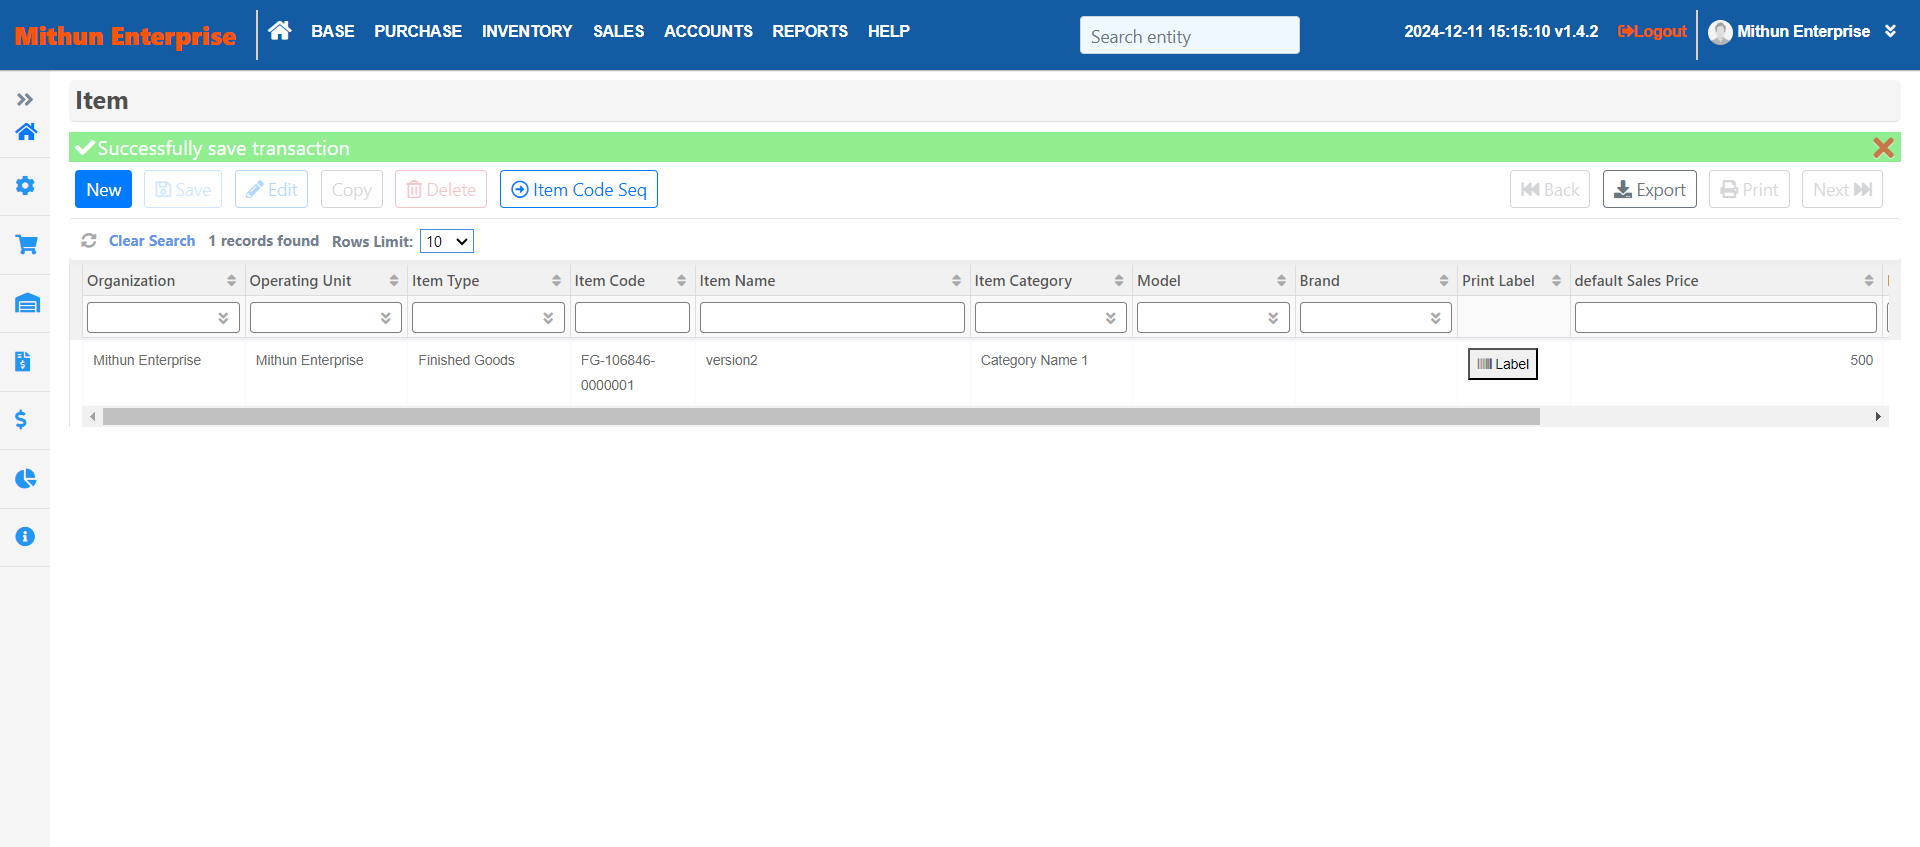 Mithun Enterprise
BASE PURCHASE INVENTORY SALES ACCOUNTS REPORTS HELP
Search entity
2024-12-11 15:15:10 v1.4.2
Logout
Mithun Enterprise
Item
Successfully save transaction
New Save Edit Copy Delete Item Code Seq Back Export Print Next
Clear Search 1 records found Rows Limit: 10
Organization Operating Unit Item Type Item Code Item Name Item Category Model Brand Print Label default Sales Price
Mithun Enterprise Mithun Enterprise Finished Goods FG-106846- version2 Category Name 1 Label 500
0000001